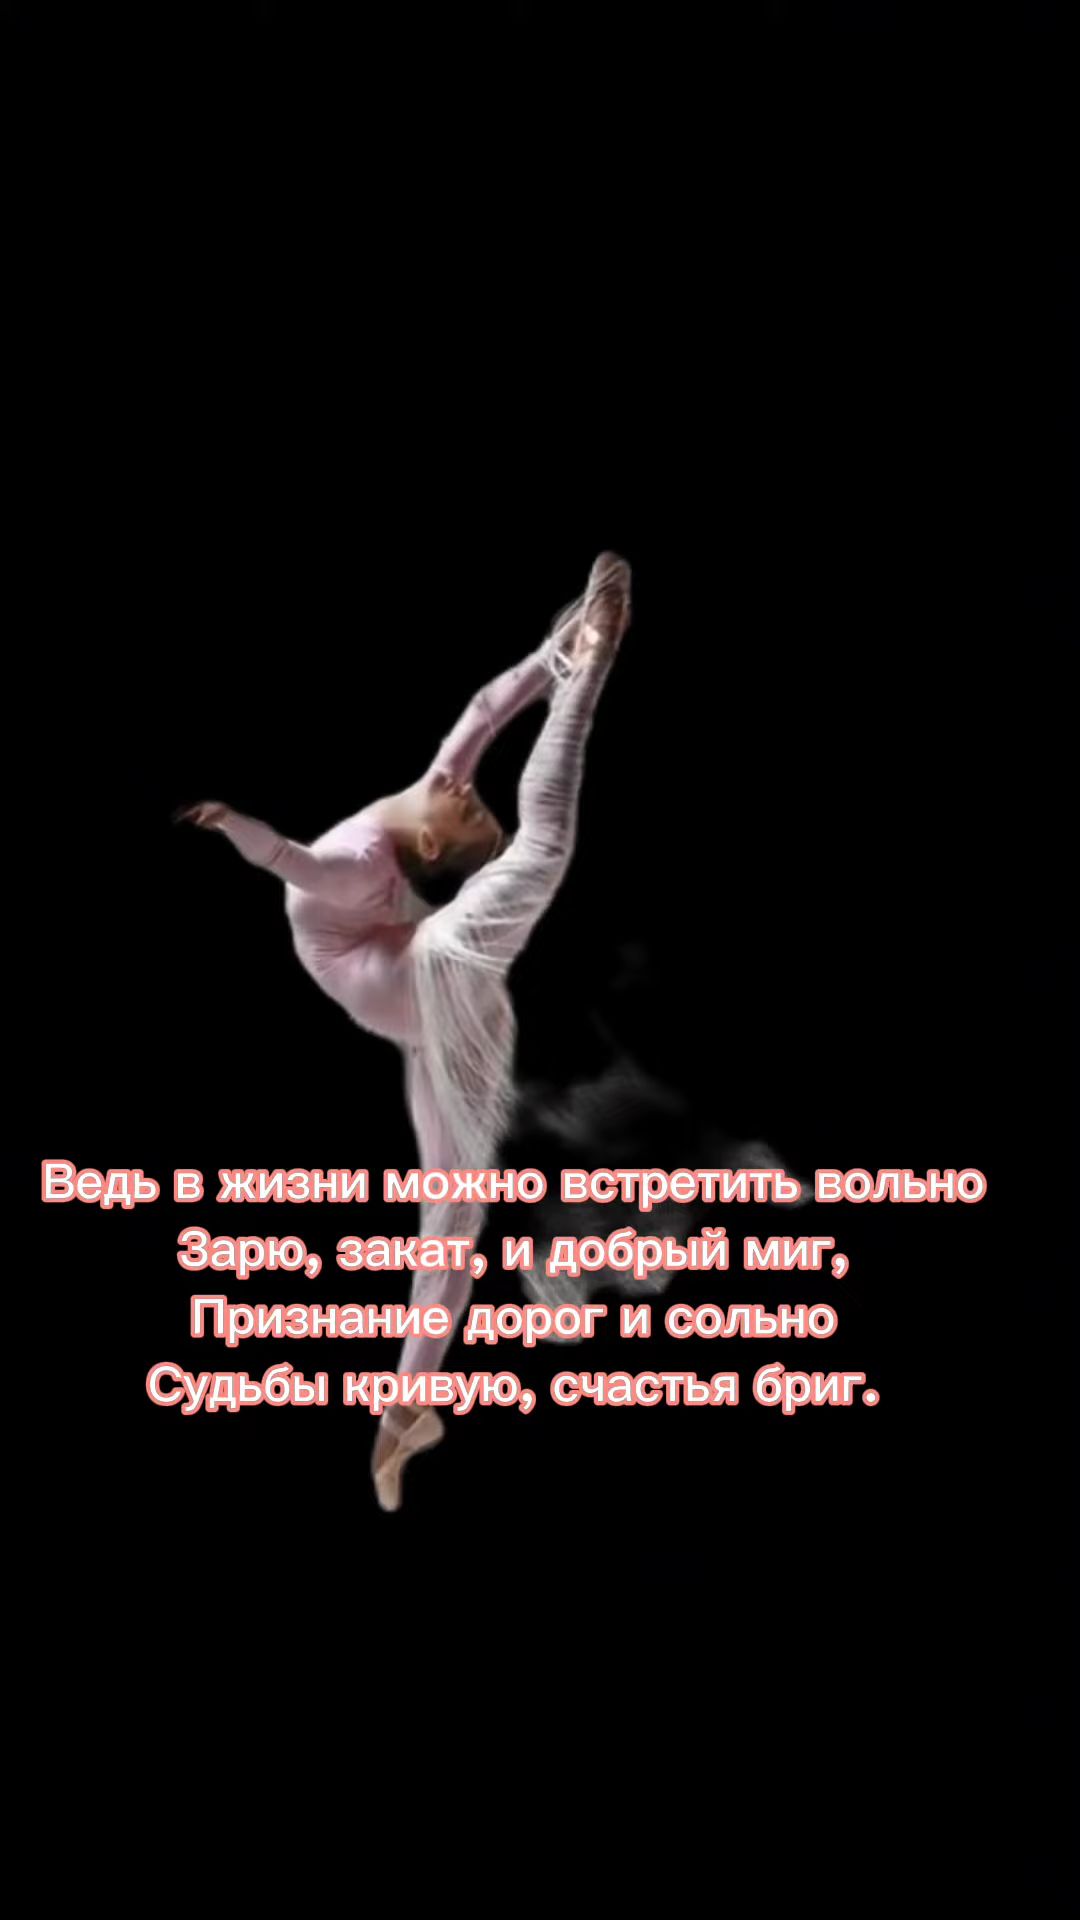 Ведь в жизни можно встретить вольно
Зарю, закат, и добрый миг,
Признание дорог и сольно
Судьбы кривую, счастья бриг.